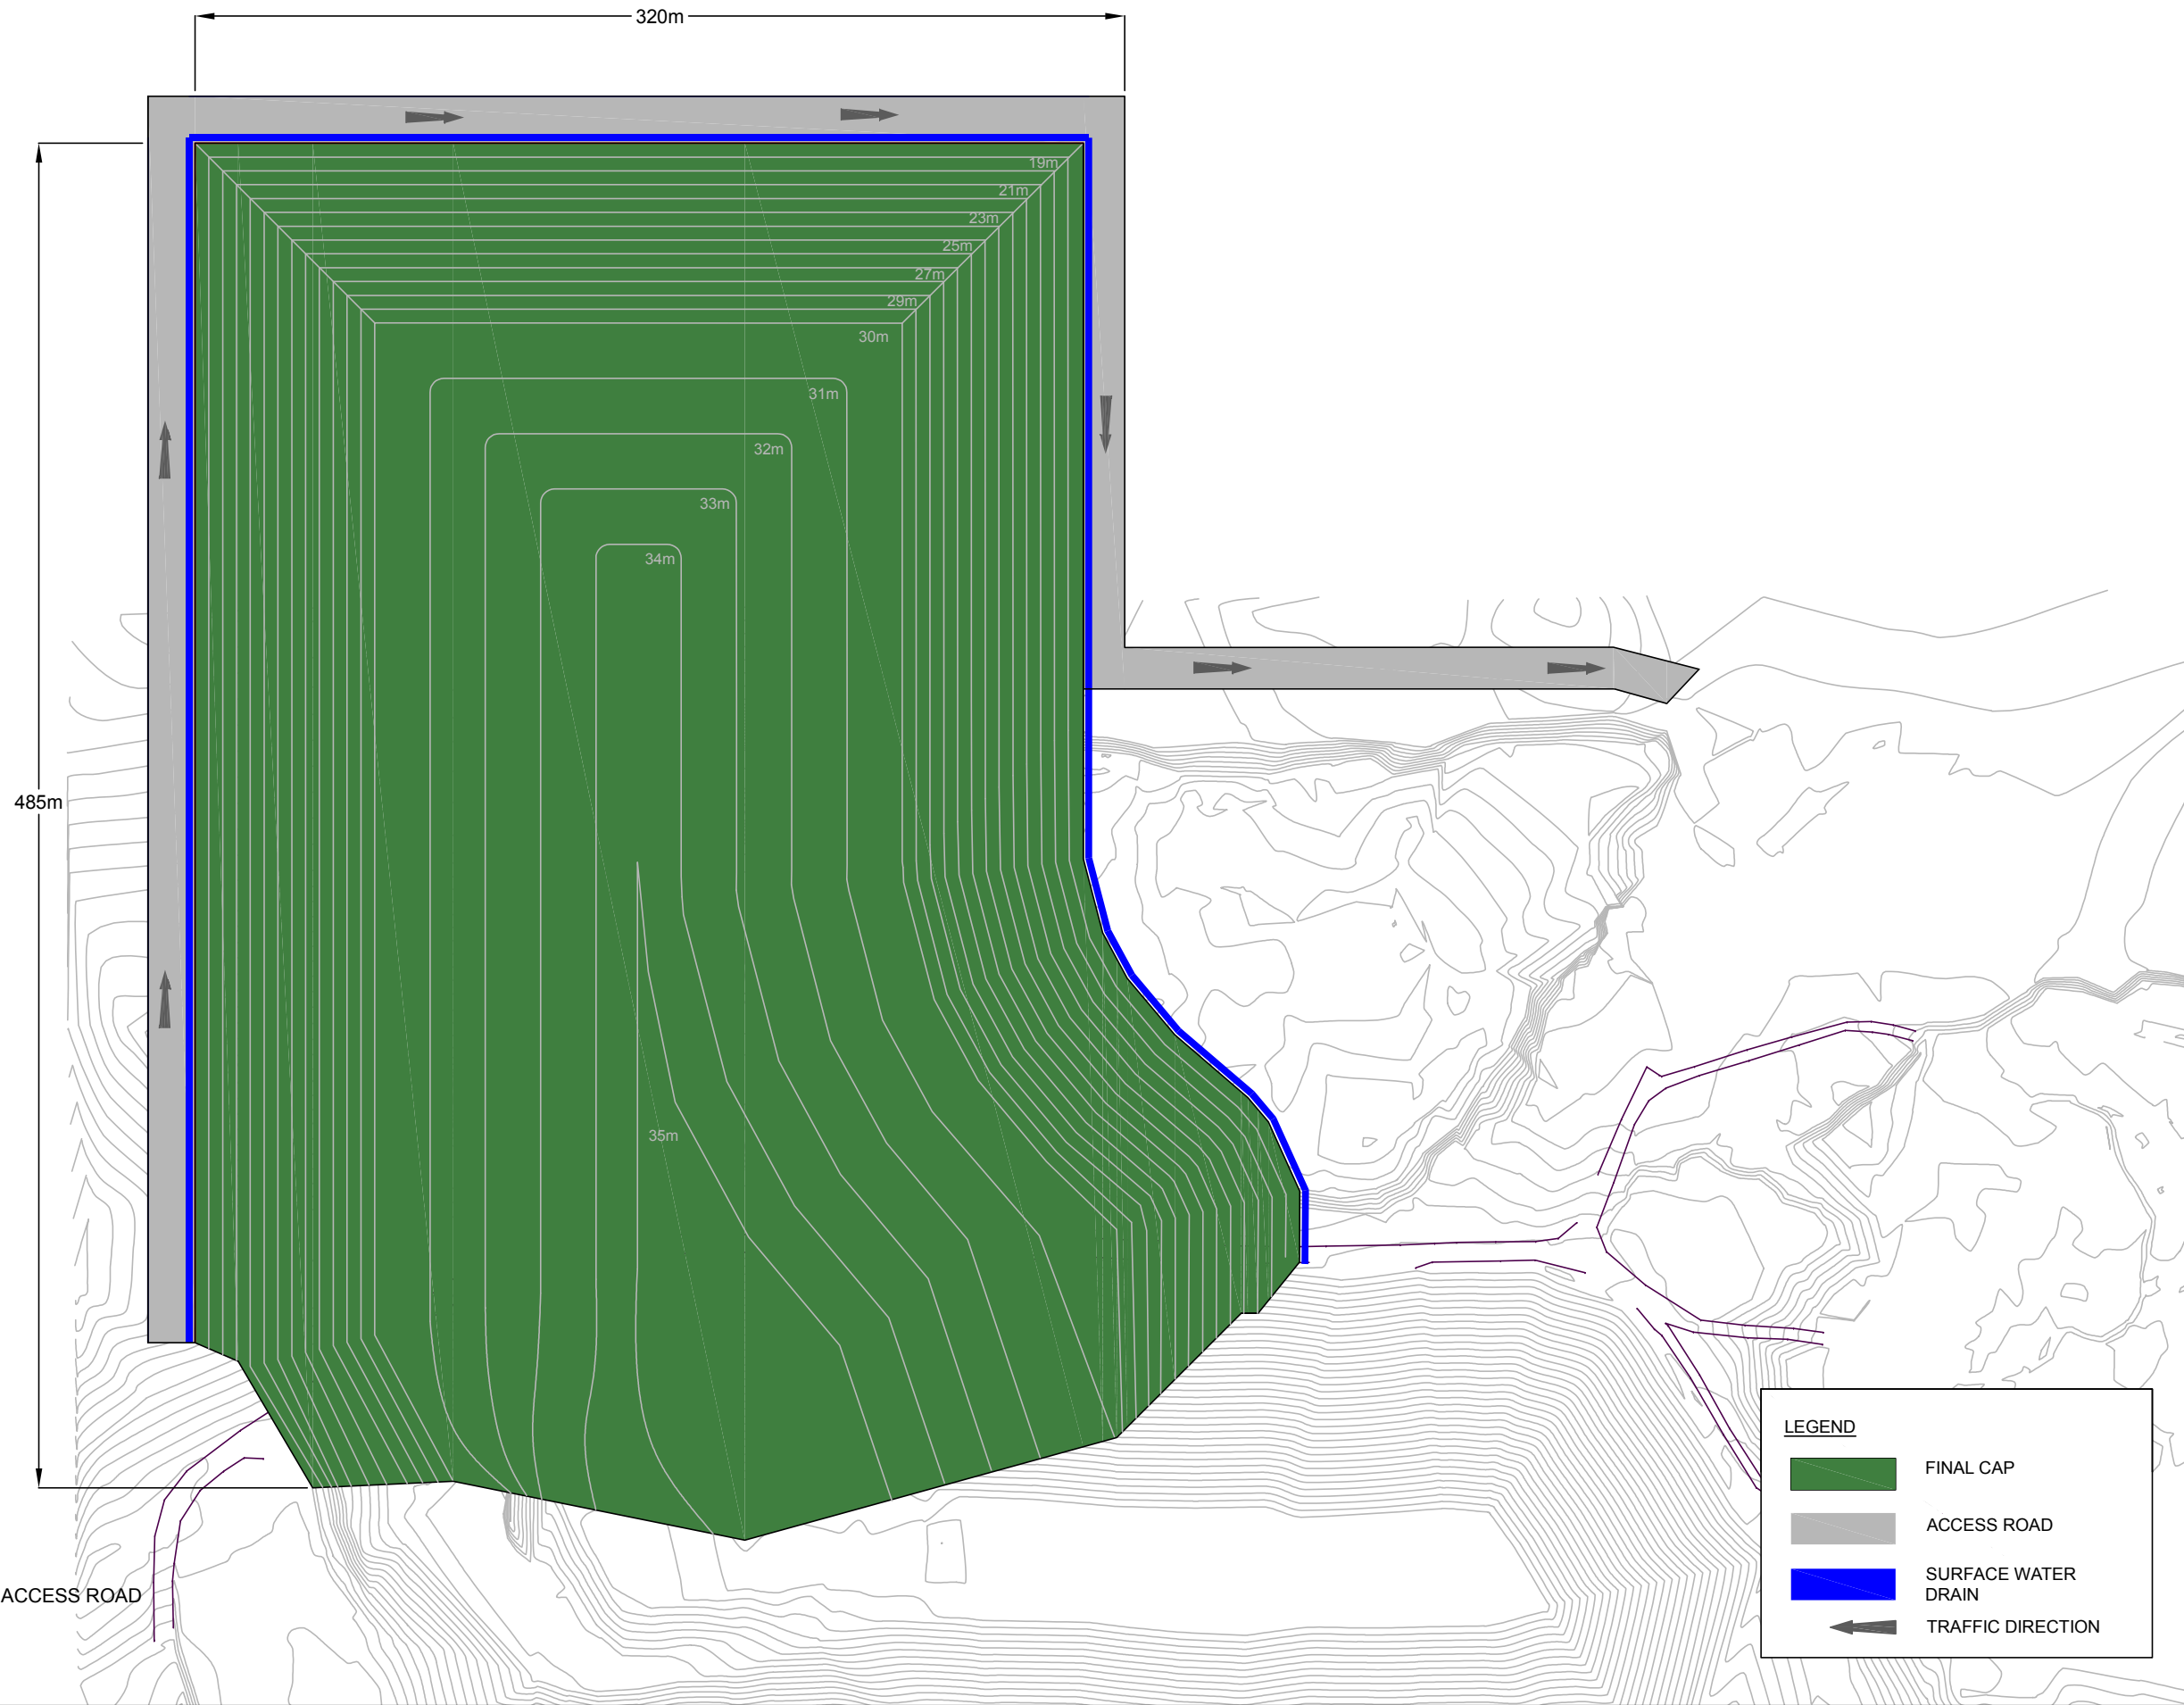 320m
19m
21m
23m
25m
27m
29m
30m
31m
32m
33m
34m
485m
35m
LEGEND
FINAL CAP
ACCESS ROAD
SURFACE WATER
DRAIN
TRAFFIC DIRECTION
ACCESS ROAD